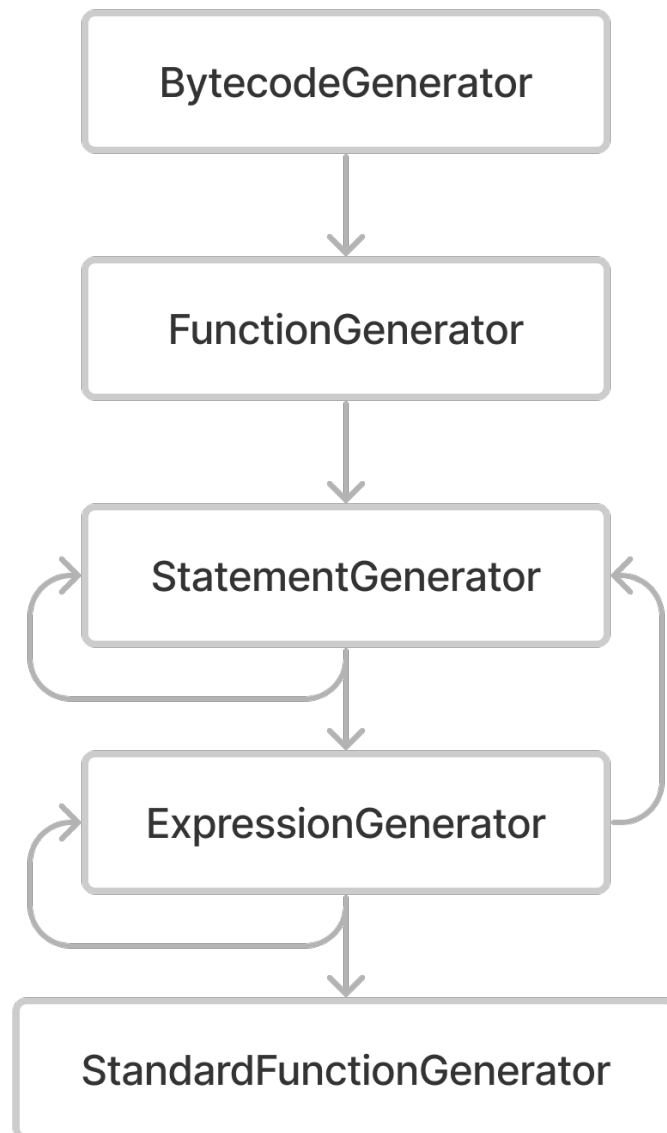 BytecodeGenerator
FunctionGenerator
StatementGenerator
ExpressionGenerator
StandardFunctionGenerator